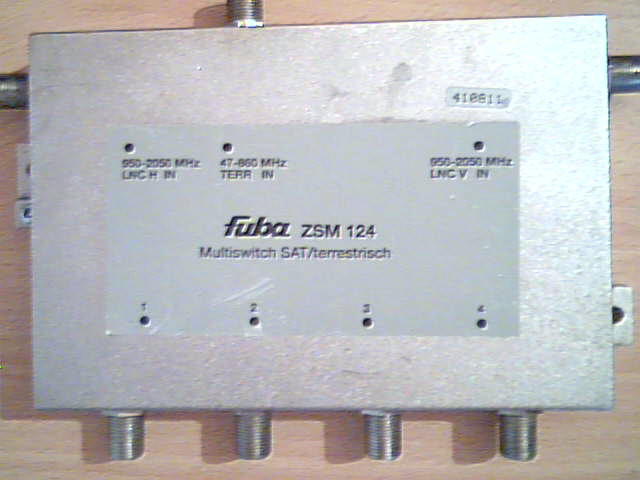 410811
950-2050 MHz 47-860 MHz 950-2050 MHz
LNC H IN TERR IN LNC V IN
fuba ZSM 124
Multiswitch SAT/terrestrisch
1 2 3 4